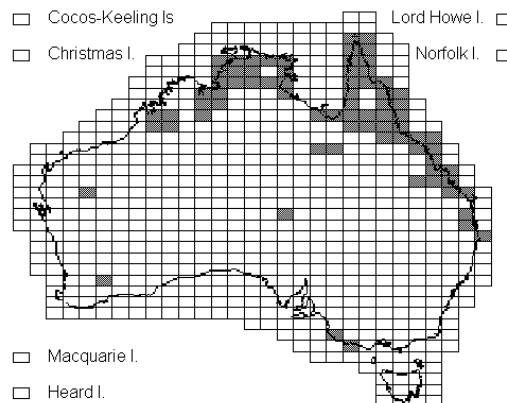 Cocos-Keeling Is
Lord Howe I.
Christmas I.
Norfolk I.
Macquarie I.
Heard I.